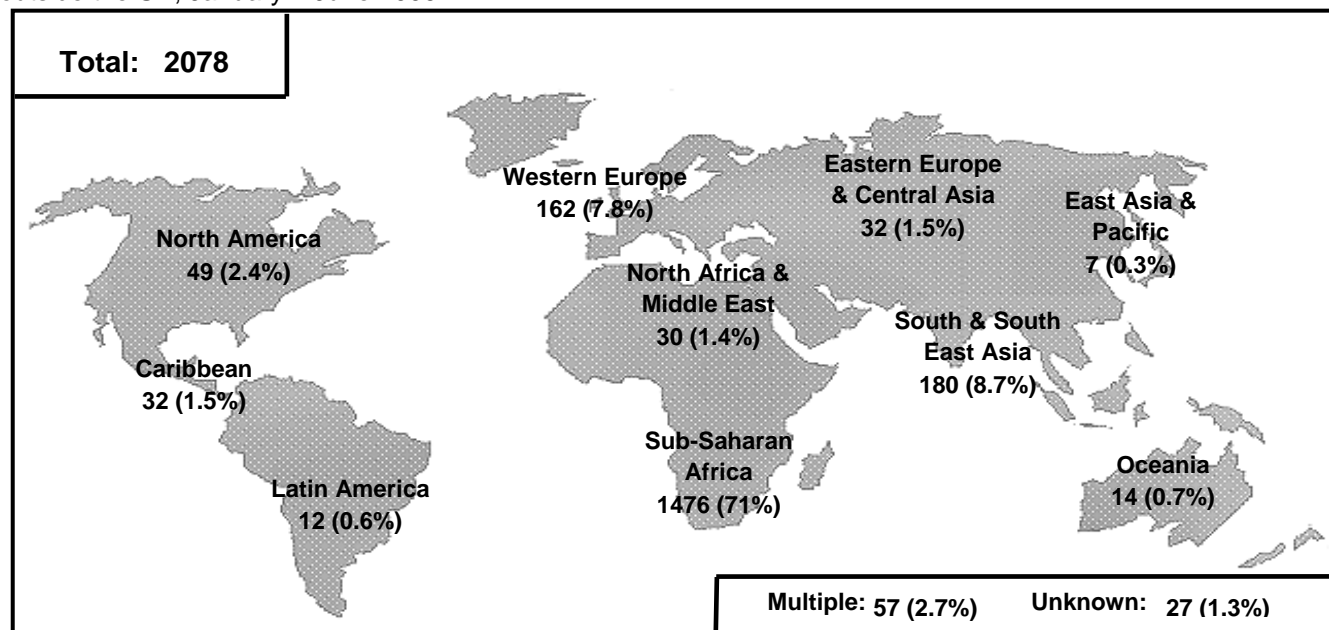 Total: 2078
Western Europe
162 (7.8%)
Eastern Europe
& Central Asia
32 (1.5%)
East Asia &
Pacific
7 (0.3%)
North America
49 (2.4%)
North Africa &
Middle East
30 (1.4%)
South & South
East Asia
180 (8.7%)
Caribbean
32 (1.5%)
Sub-Saharan
Africa
1476 (71%)
Oceania
14 (0.7%)
Latin America
12 (0.6%)
Multiple: 57 (2.7%) Unknown: 27 (1.3%)